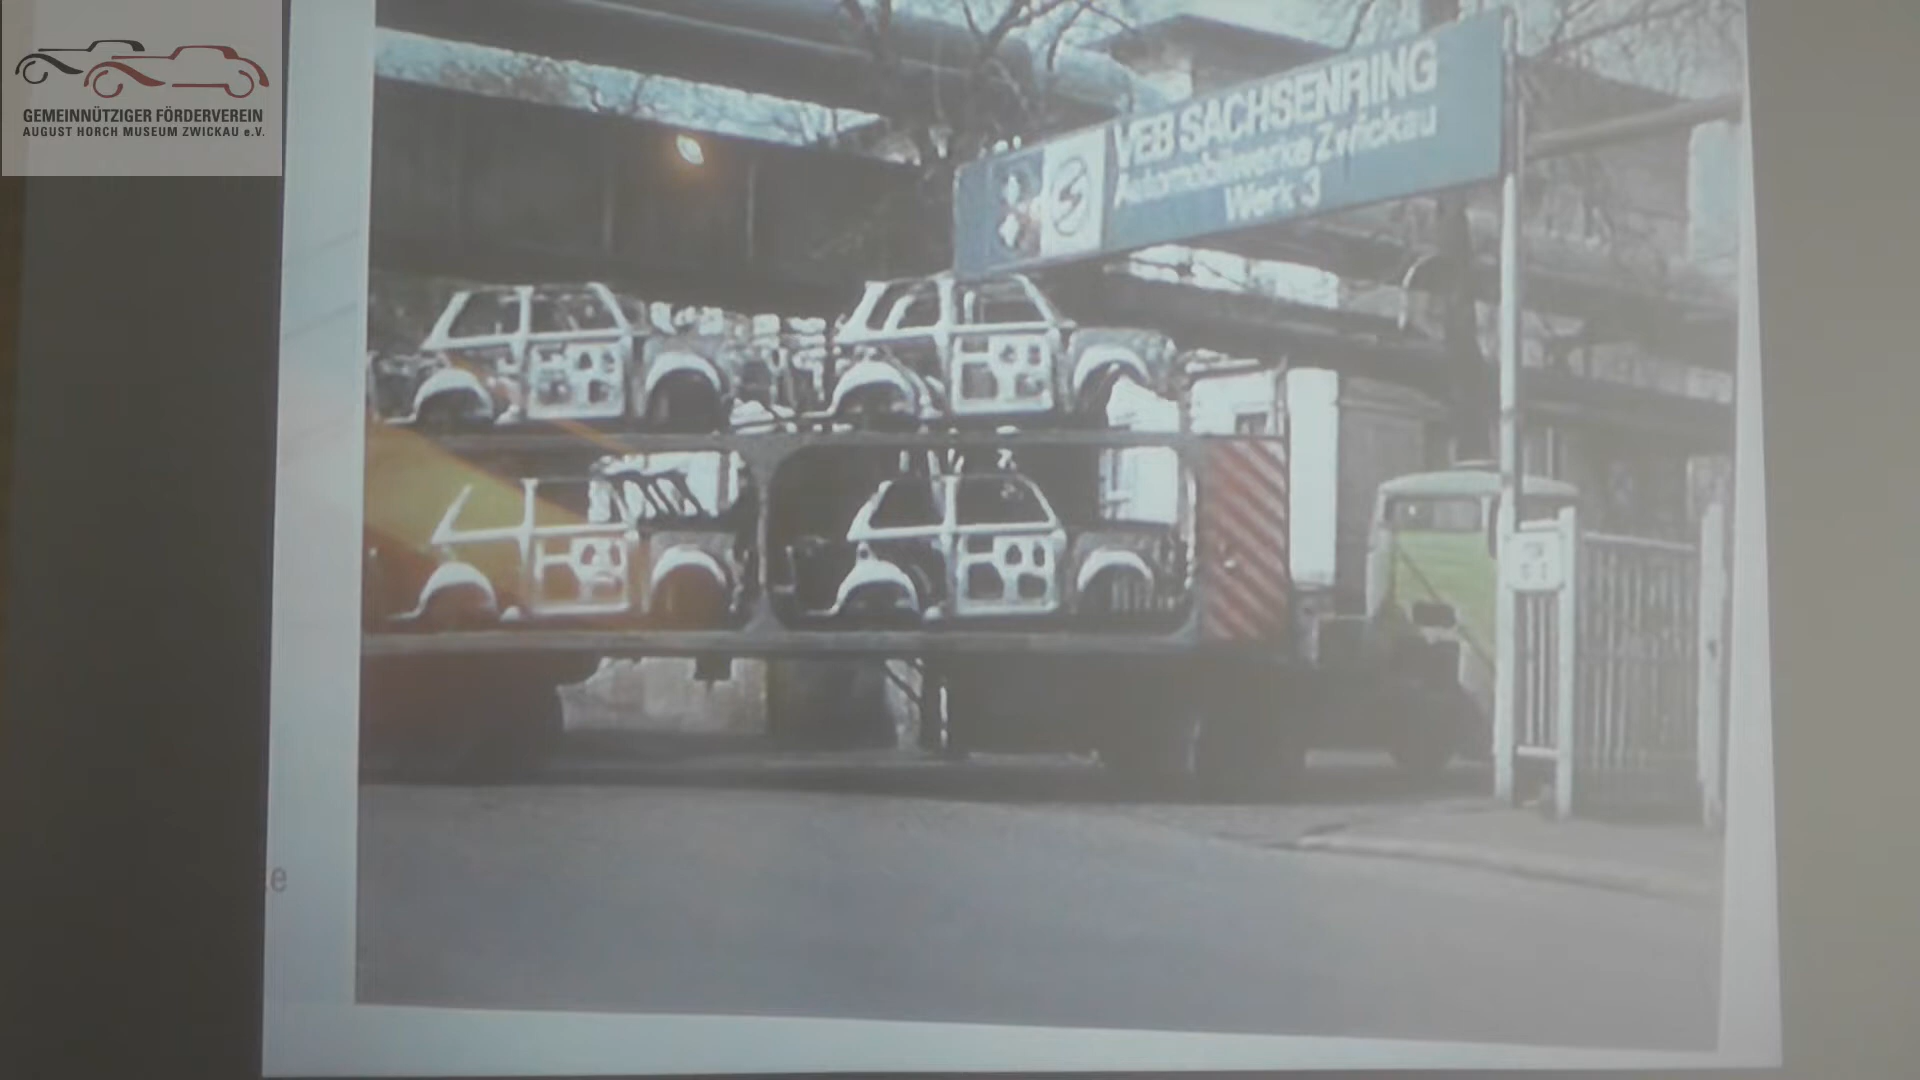 GEMEINNÜTZIGER FÖRDERVEREIN
AUGUST HORCH MUSEUM ZWICKAU e.V.
VEB SACHSENRING
Automobilwerke Zwickau
Werk 3
e